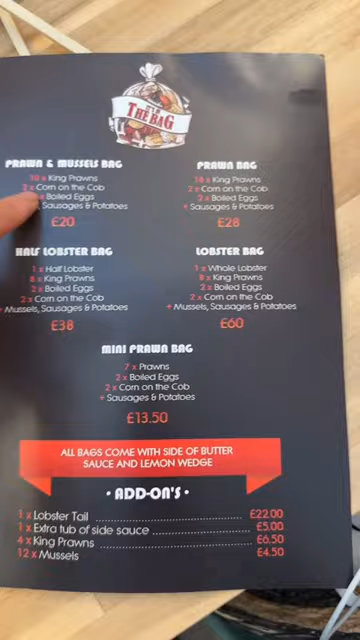 IT'S IN
THE BAG
PRAWN & MUSSELS BAG
10 x King Prawns
2 x Corn on the Cob
x Boiled Eggs
Sausages & Potatoes
£20
PRAWN BAG
King Prawns
2 x Corn on the Cob
2 x Boiled Eggs
+ Sausages & Potatoes
£28
HALF LOBSTER BAG
1 x Half Lobster
8 x King Prawns
2 x Boiled Eggs
2 x Corn on the Cob
+ Mussels, Sausages & Potatoes
£38
LOBSTER BAG
1 x Whole Lobster
8 x King Prawns
2 x Boiled Eggs
2 x Corn on the Cob
+ Mussels, Sausages & Potatoes
£60
MINI PRAWN BAG
7 x Prawns
2 x Boiled Eggs
2 x Corn on the Cob
+ Sausages & Potatoes
£13.50
ALL BAGS COME WITH SIDE OF BUTTER
SAUCE AND LEMON WEDGE
• ADD-ON'S •
1 x Lobster Tail ........ £22.00
1 x Extra tub of side sauce ........ £5.00
4 x King Prawns ........ £6.50
12 x Mussels £4.50